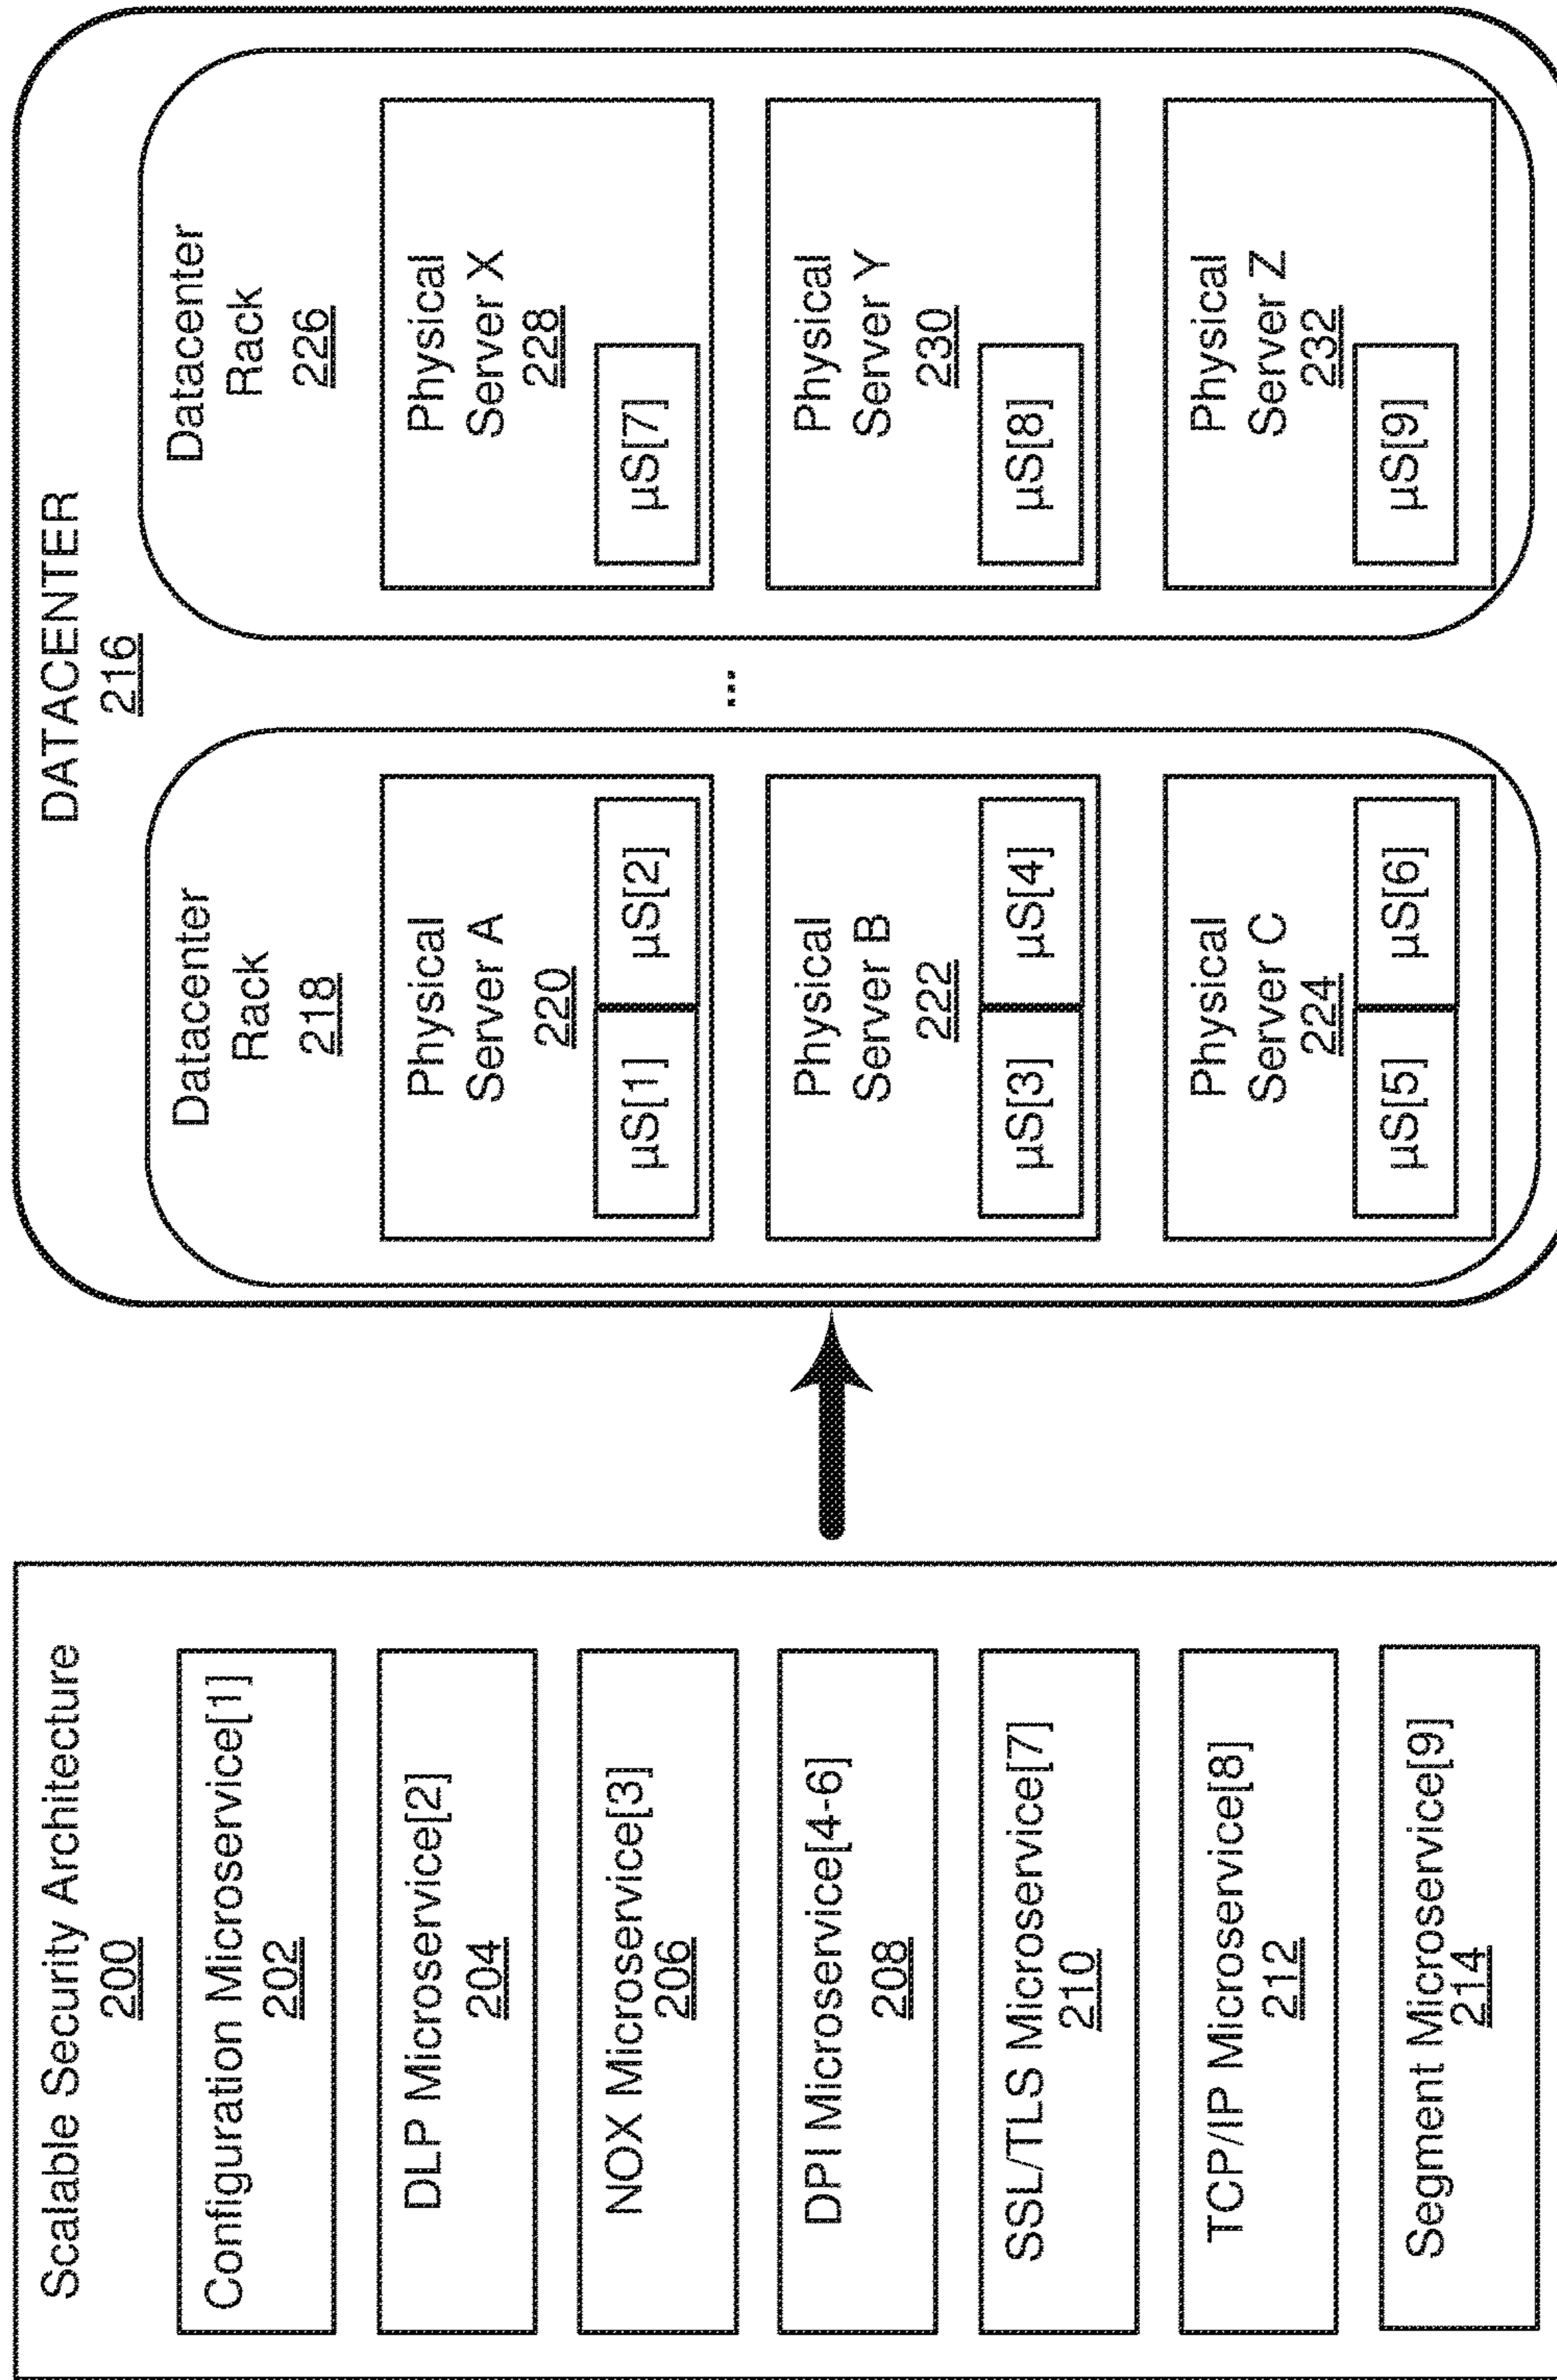 Scalable Security Architecture
200
Configuration Microservice[1]
202
DLP Microservice[2]
204
NOX Microservice[3]
206
DPI Microservice[4-6]
208
SSL/TLS Microservice[7]
210
TCP/IP Microservice[8]
212
Segment Microservice[9]
214
DATACENTER
216
Datacenter
Rack
218
Physical
Server A
220
µS[1]
µS[2]
Physical
Server B
222
µS[3]
µS[4]
Physical
Server C
224
µS[5]
µS[6]
...
Datacenter
Rack
226
Physical
Server X
228
µS[7]
Physical
Server Y
230
µS[8]
Physical
Server Z
232
µS[9]